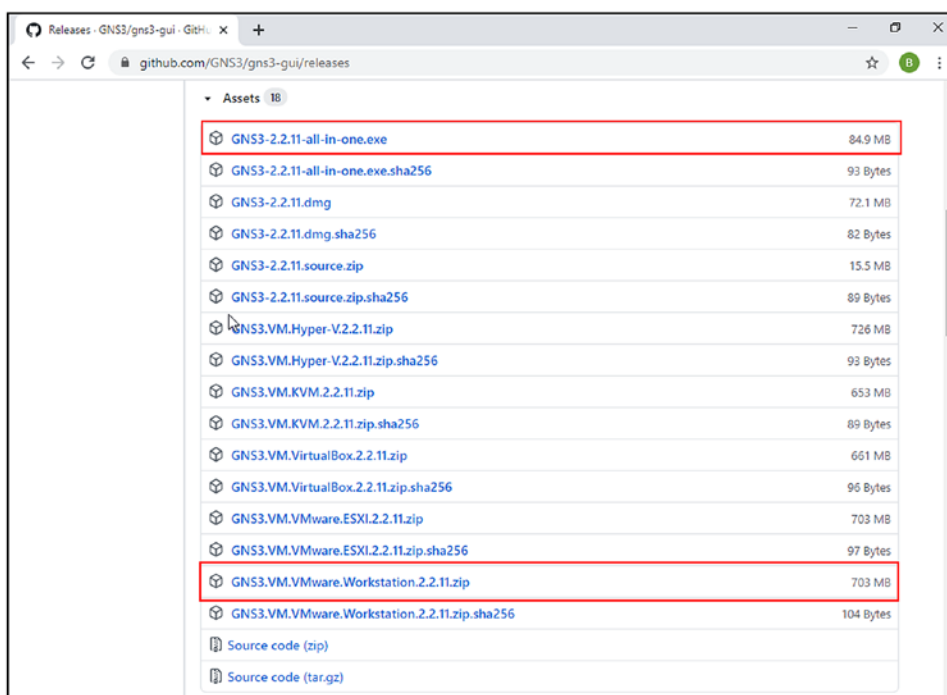 Releases · GNS3/gns3-gui · GitHu
github.com/GNS3/gns3-gui/releases
B
Assets 18
GNS3-2.2.11-all-in-one.exe 84.9 MB
GNS3-2.2.11-all-in-one.exe.sha256 93 Bytes
GNS3-2.2.11.dmg 72.1 MB
GNS3-2.2.11.dmg.sha256 82 Bytes
GNS3-2.2.11.source.zip 15.5 MB
GNS3-2.2.11.source.zip.sha256 89 Bytes
GNS3.VM.Hyper-V.2.2.11.zip 726 MB
GNS3.VM.Hyper-V.2.2.11.zip.sha256 93 Bytes
GNS3.VM.KVM.2.2.11.zip 653 MB
GNS3.VM.KVM.2.2.11.zip.sha256 89 Bytes
GNS3.VM.VirtualBox.2.2.11.zip 661 MB
GNS3.VM.VirtualBox.2.2.11.zip.sha256 96 Bytes
GNS3.VM.VMware.ESXI.2.2.11.zip 703 MB
GNS3.VM.VMware.ESXI.2.2.11.zip.sha256 97 Bytes
GNS3.VM.VMware.Workstation.2.2.11.zip 703 MB
GNS3.VM.VMware.Workstation.2.2.11.zip.sha256 104 Bytes
Source code (zip)
Source code (tar.gz)